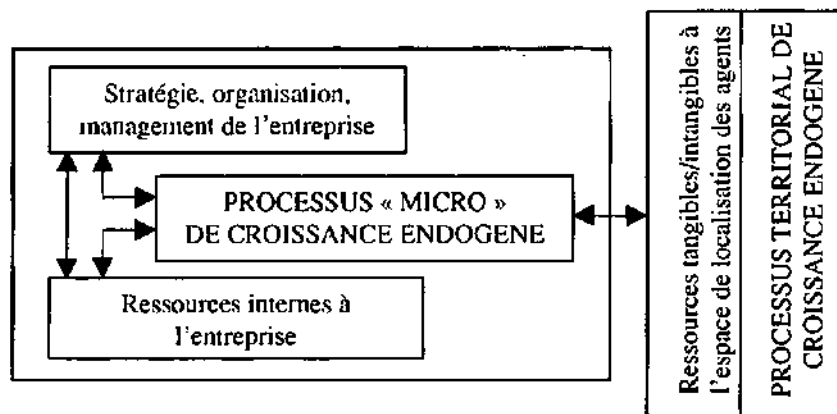 Stratégie, organisation,
management de l'entreprise
PROCESSUS « MICRO »
DE CROISSANCE ENDOGENE
Ressources internes à
l'entreprise
Ressources tangibles/intangibles à
l'espace de localisation des agents
PROCESSUS TERRITORIAL DE
CROISSANCE ENDOGENE